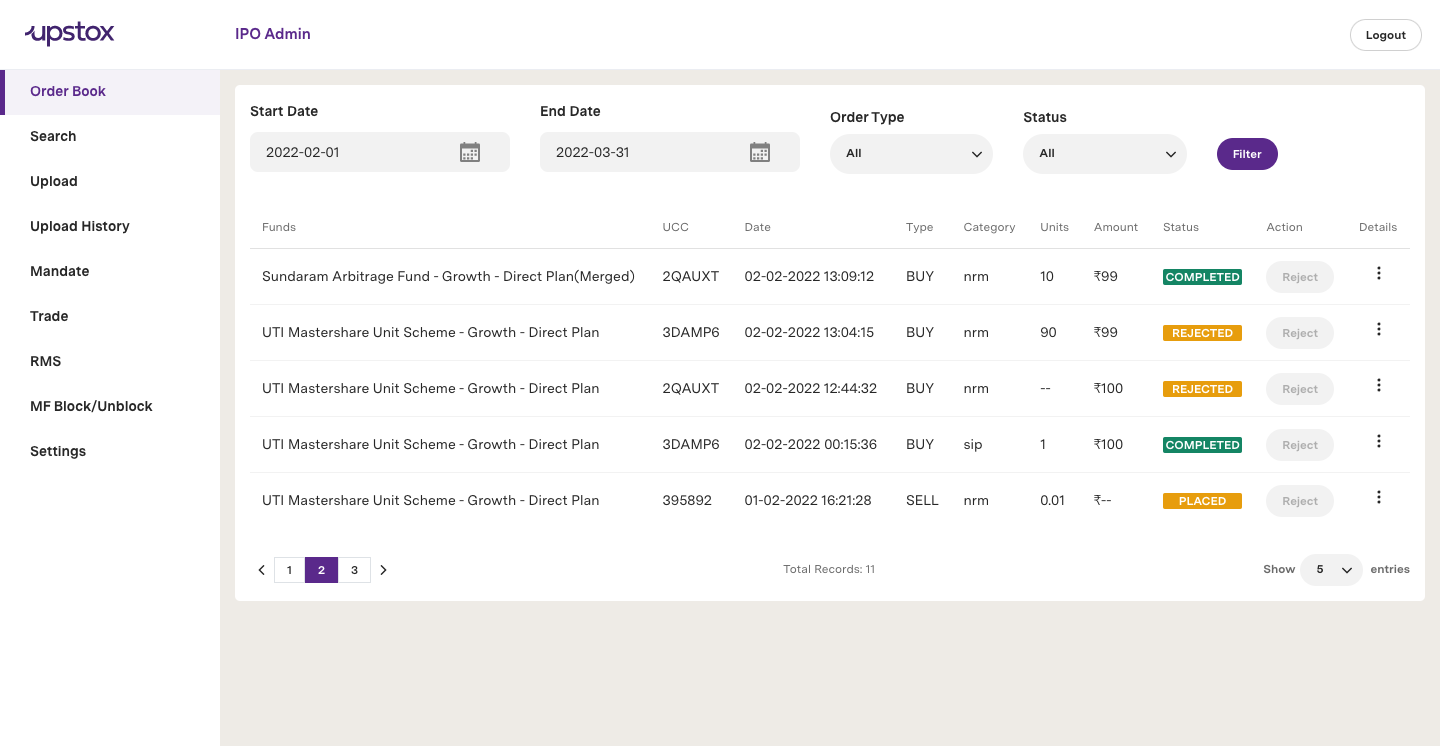 upstox
IPO Admin
Logout
Order Book
Search
Upload
Upload History
Mandate
Trade
RMS
MF Block/Unblock
Settings
Start Date
End Date
Order Type
Status
2022-02-01
2022-03-31
All
All
Filter
Funds UCC Date Type Category Units Amount Status Action Details
Sundaram Arbitrage Fund - Growth - Direct Plan(Merged) 2QAUXT 02-02-2022 13:09:12 BUY nrm 10 ₹99 COMPLETED Reject
UTI Mastershare Unit Scheme - Growth - Direct Plan 3DAMP6 02-02-2022 13:04:15 BUY nrm 90 ₹99 REJECTED Reject
UTI Mastershare Unit Scheme - Growth - Direct Plan 2QAUXT 02-02-2022 12:44:32 BUY nrm -- ₹100 REJECTED Reject
UTI Mastershare Unit Scheme - Growth - Direct Plan 3DAMP6 02-02-2022 00:15:36 BUY sip 1 ₹100 COMPLETED Reject
UTI Mastershare Unit Scheme - Growth - Direct Plan 395892 01-02-2022 16:21:28 SELL nrm 0.01 ₹-- PLACED Reject
1 2 3
Total Records: 11
Show 5 entries